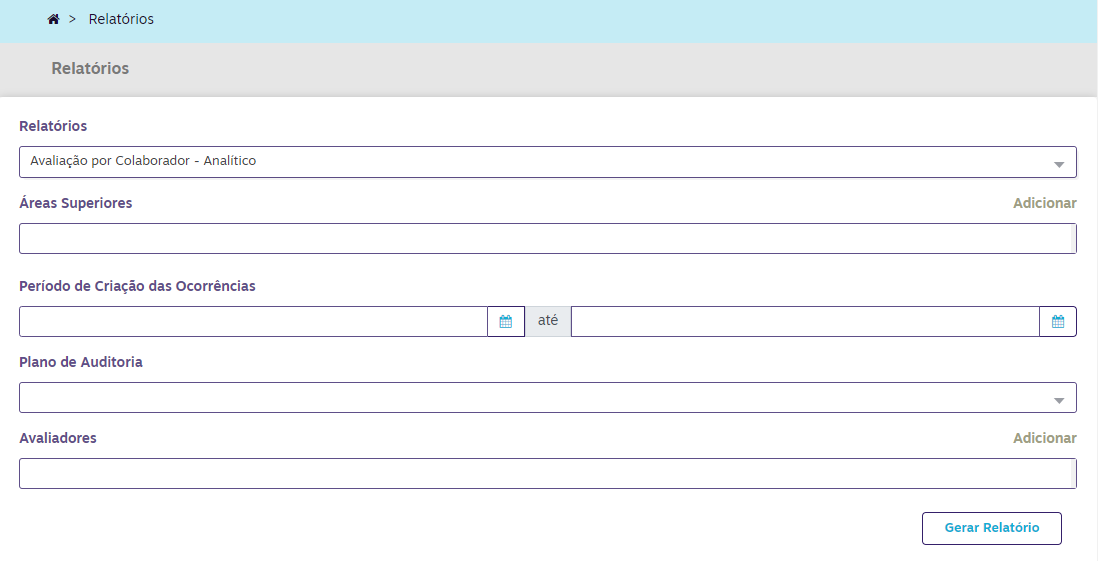 > Relatórios
Relatórios
Relatórios
Avaliação por Colaborador - Analítico
Áreas Superiores
Adicionar
Período de Criação das Ocorrências
até
Plano de Auditoria
Avaliadores
Adicionar
Gerar Relatório